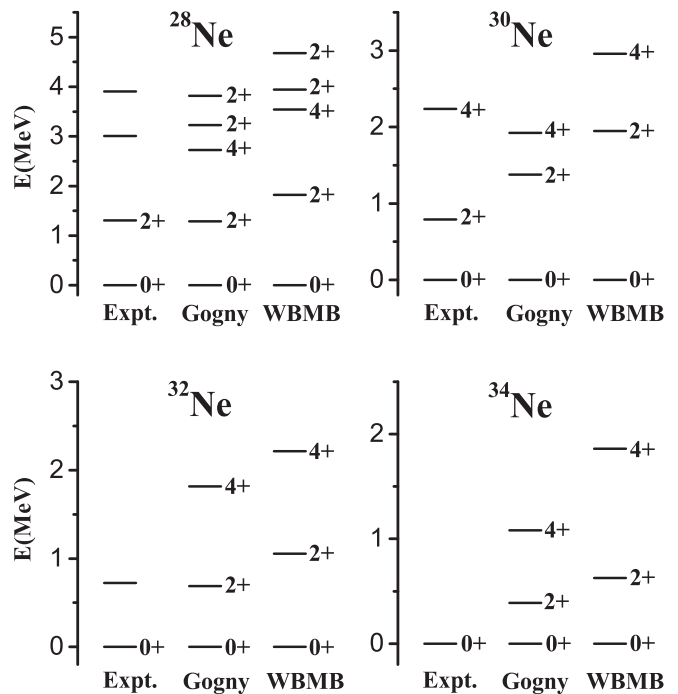 28Ne
5
2+
4
2+
2+
4+
2+
3
4+
E(MeV)
2
2+
2+
2+
1
0
0+
0+
0+
Expt.
Gogny
WBMB
30Ne
3
4+
4+
2
4+
2+
2+
1
2+
0
0+
0+
0+
Expt.
Gogny
WBMB
3
32Ne
2
4+
4+
E(MeV)
1
2+
2+
0
0+
0+
0+
Expt.
Gogny
WBMB
34Ne
2
4+
1
4+
2+
2+
0
0+
0+
0+
Expt.
Gogny
WBMB